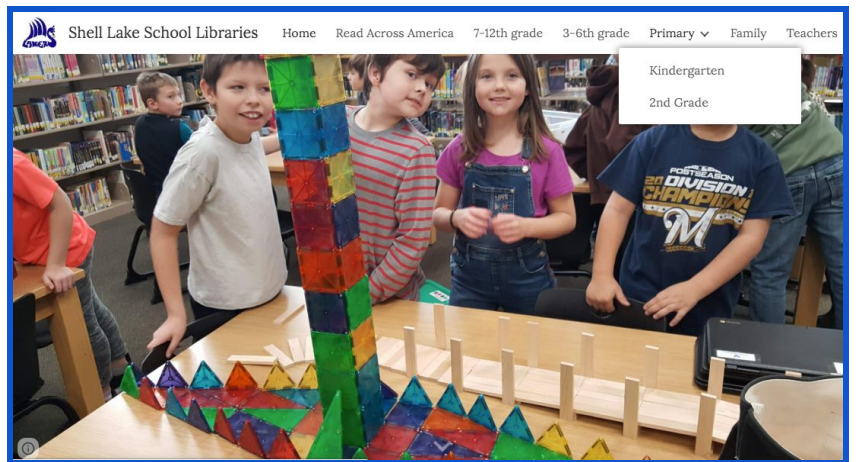 LAKERS
Shell Lake School Libraries
Home
Read Across America
7-12th grade
3-6th grade
Primary
Family
Teachers
Kindergarten
2nd Grade
POSTSEASON
20 DIVISION
CHAMPIONS
M